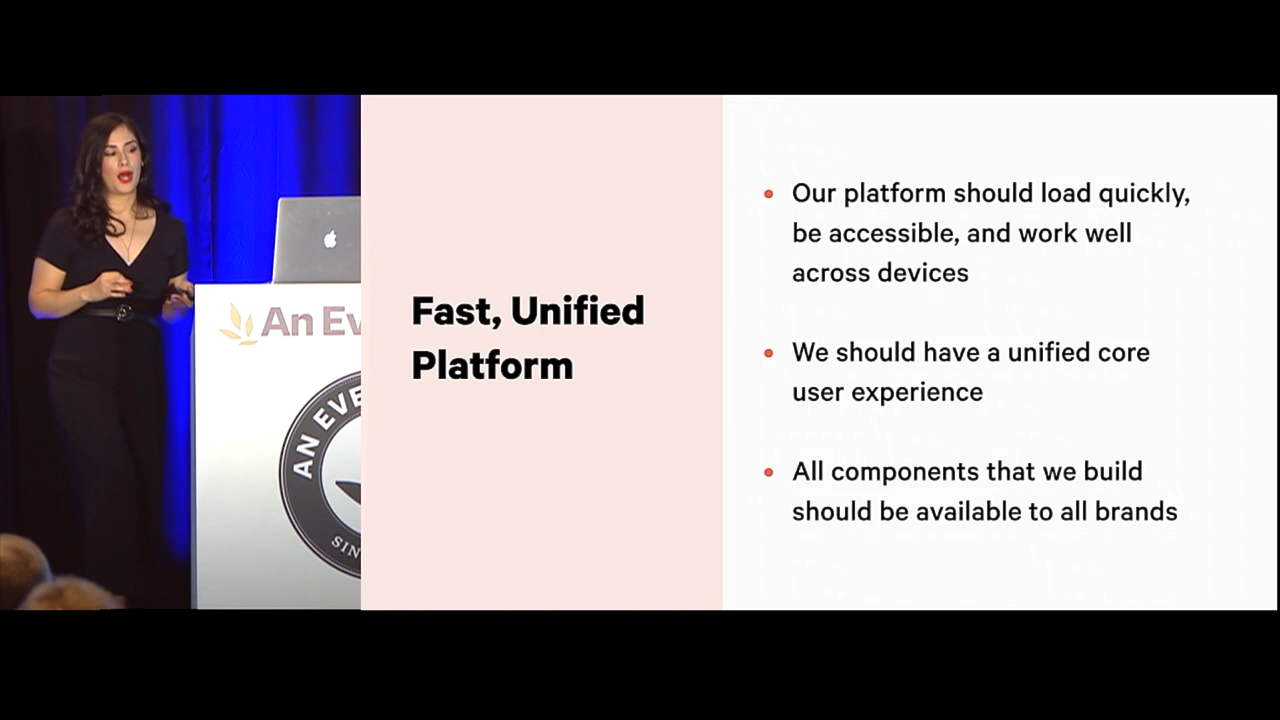 An Ev
AN EVE
SIN
Fast, Unified
Platform
Our platform should load quickly,
be accessible, and work well
across devices
We should have a unified core
user experience
All components that we build
should be available to all brands